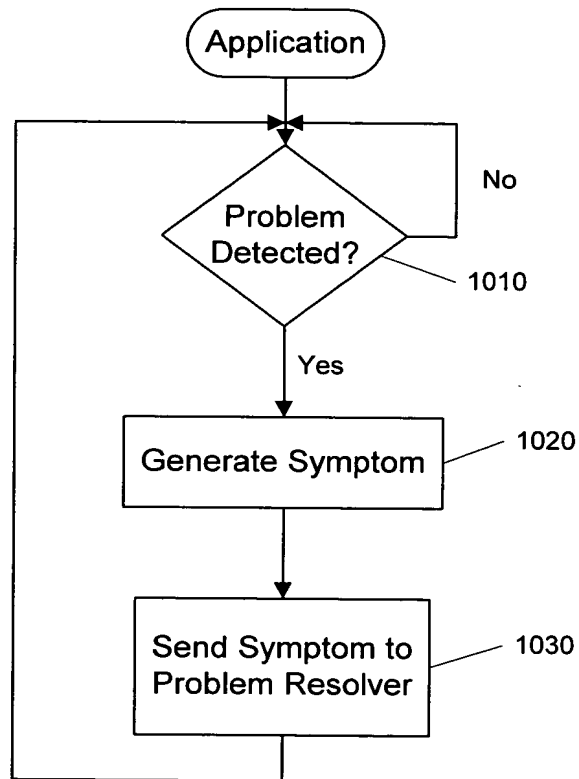 Application
No
Problem
Detected?
1010
Yes
Generate Symptom
1020
Send Symptom to
Problem Resolver
1030